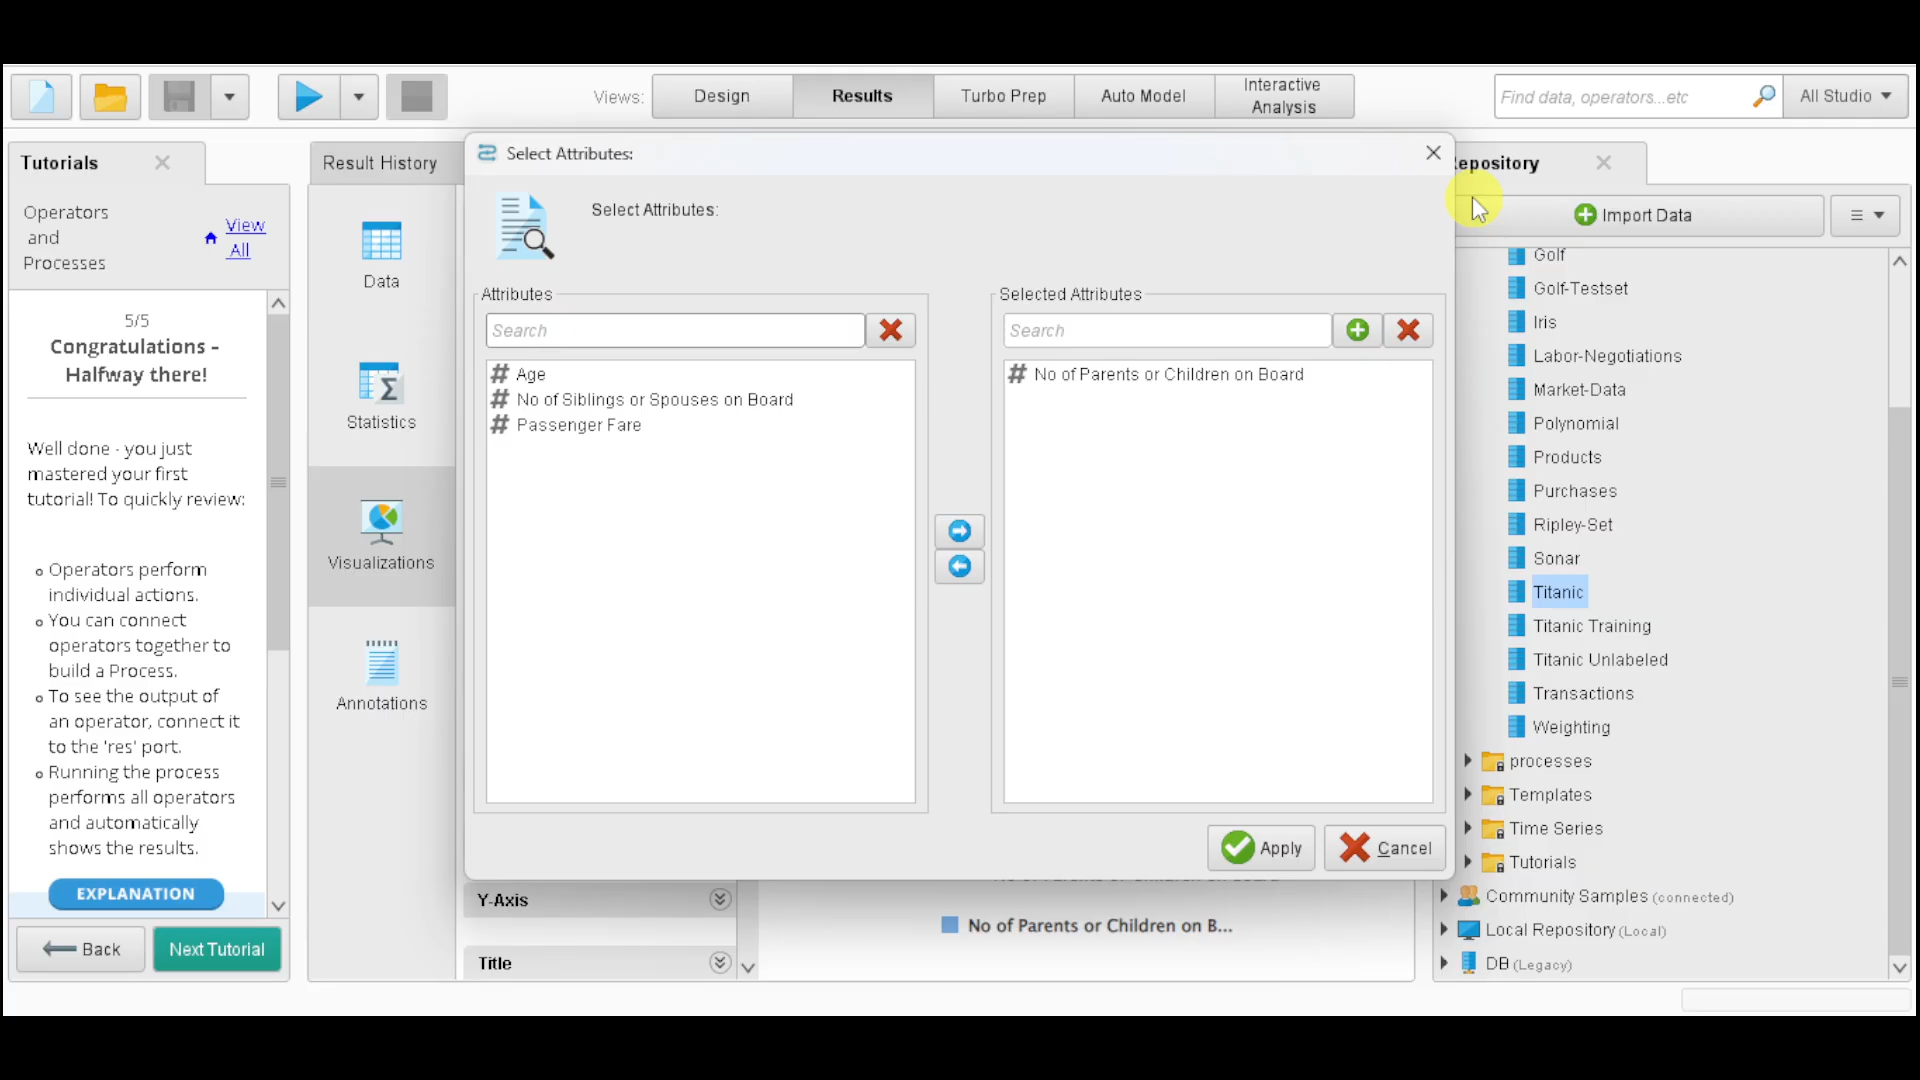 Views:
Design
Results
Turbo Prep
Auto Model
Interactive
Analysis
Find data, operators...etc
All Studio
Tutorials
Operators
and
Processes
View
All
5/5
Congratulations -
Halfway there!
Well done - you just
mastered your first
tutorial! To quickly review:
Operators perform
individual actions.
You can connect
operators together to
build a Process.
To see the output of
an operator, connect it
to the 'res' port.
Running the process
performs all operators
and automatically
shows the results.
EXPLANATION
Back
Next Tutorial
Result History
Data
Statistics
Visualizations
Annotations
Select Attributes:
Select Attributes:
Attributes
Search
# Age
# No of Siblings or Spouses on Board
# Passenger Fare
Selected Attributes
Search
# No of Parents or Children on Board
Apply
Cancel
Y-Axis
Title
No of Parents or Children on B...
epository
Import Data
Golf
Golf-Testset
Iris
Labor-Negotiations
Market-Data
Polynomial
Products
Purchases
Ripley-Set
Sonar
Titanic
Titanic Training
Titanic Unlabeled
Transactions
Weighting
processes
Templates
Time Series
Tutorials
Community Samples (connected)
Local Repository (Local)
DB (Legacy)